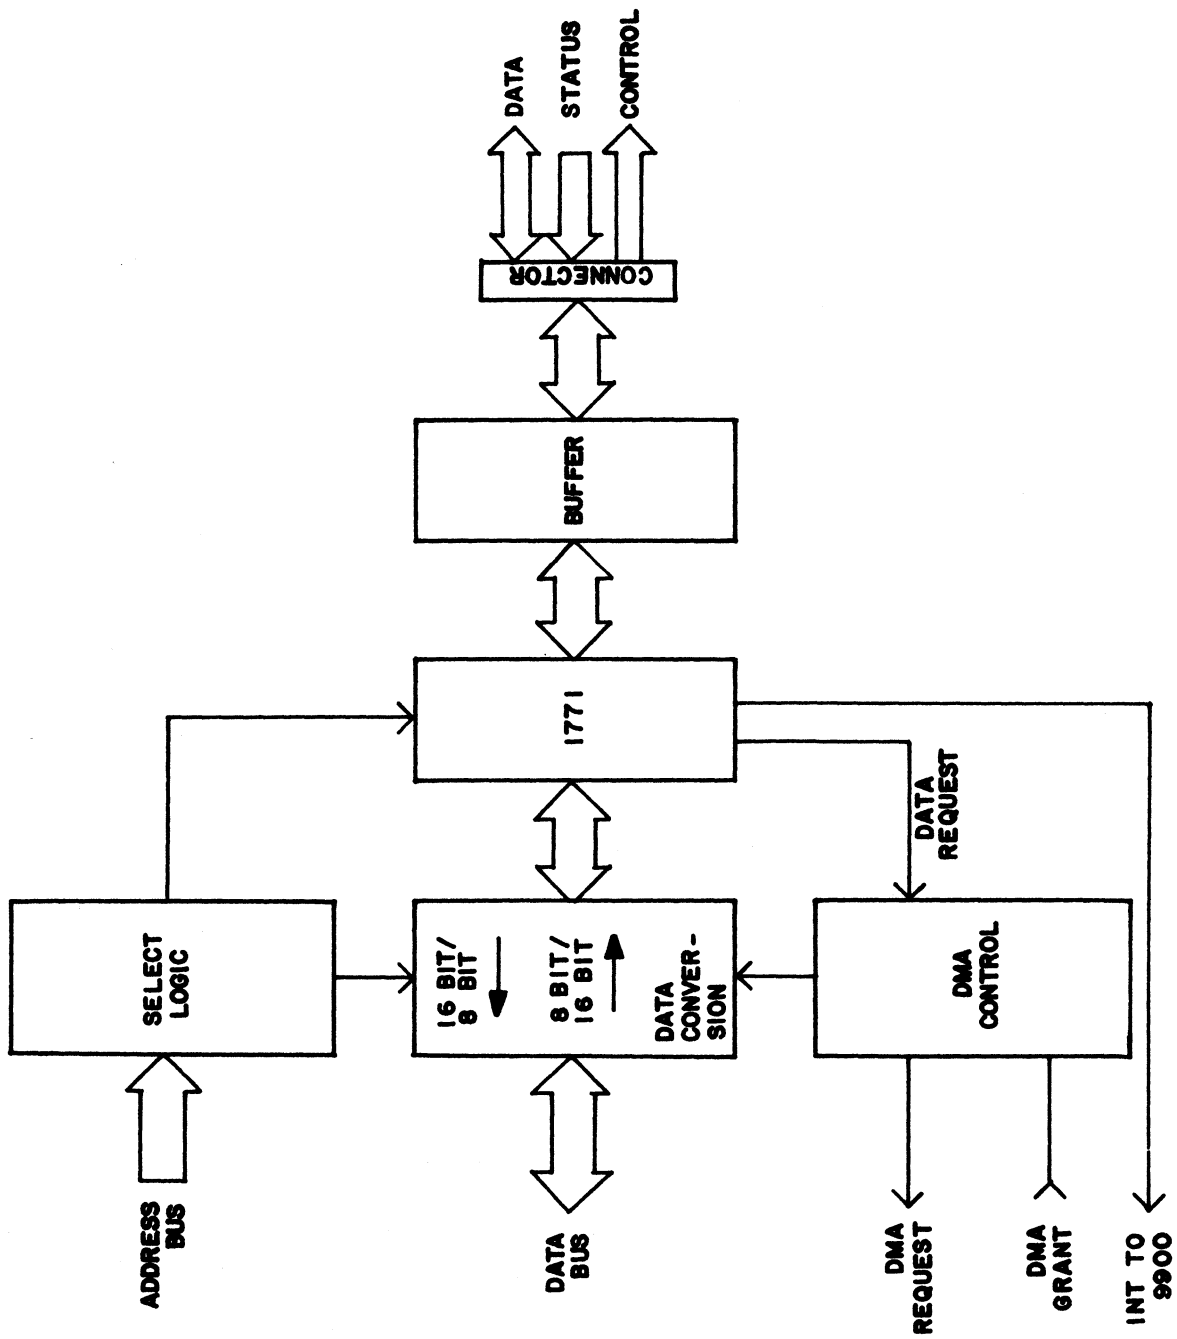 ADDRESS
BUS
SELECT
LOGIC
DATA
BUS
16 BIT/
8 BIT
8 BIT/
16 BIT
DATA
CONVER-
SION
1771
BUFFER
CONNECTOR
DATA
STATUS
CONTROL
DMA
REQUEST
DMA
GRANT
DMA
CONTROL
DATA
REQUEST
INT TO
9900